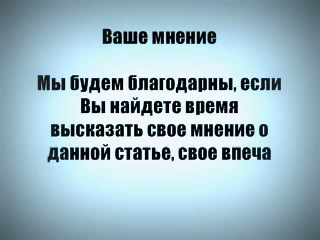 Ваше мнение
Мы будем благодарны, если
Вы найдете время
высказать свое мнение о
данной статье, свое впеча